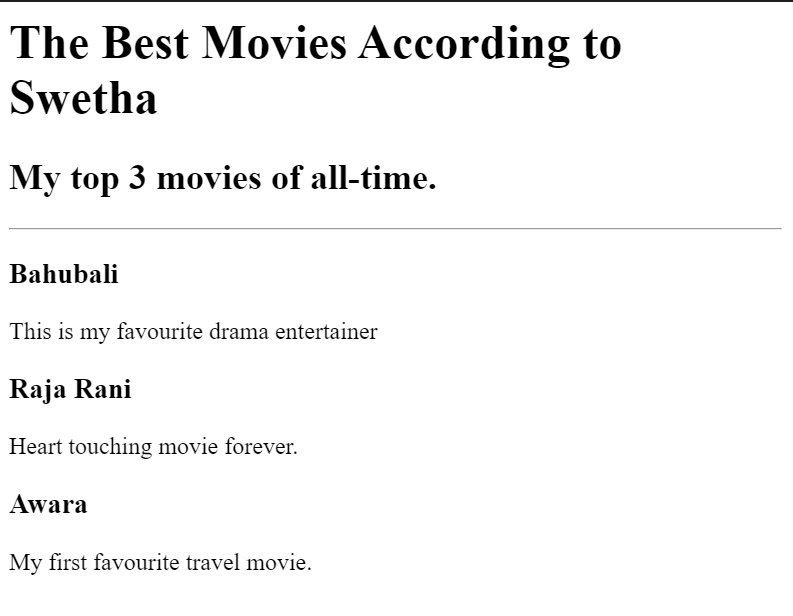 The Best Movies According to
Swetha
My top 3 movies of all-time.
Bahubali
This is my favourite drama entertainer
Raja Rani
Heart touching movie forever.
Awara
My first favourite travel movie.